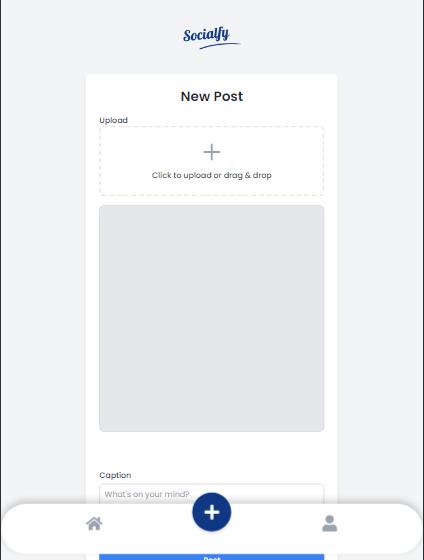 Socialfy
New Post
Upload
Click to upload or drag & drop
Caption
What's on your mind?
Post